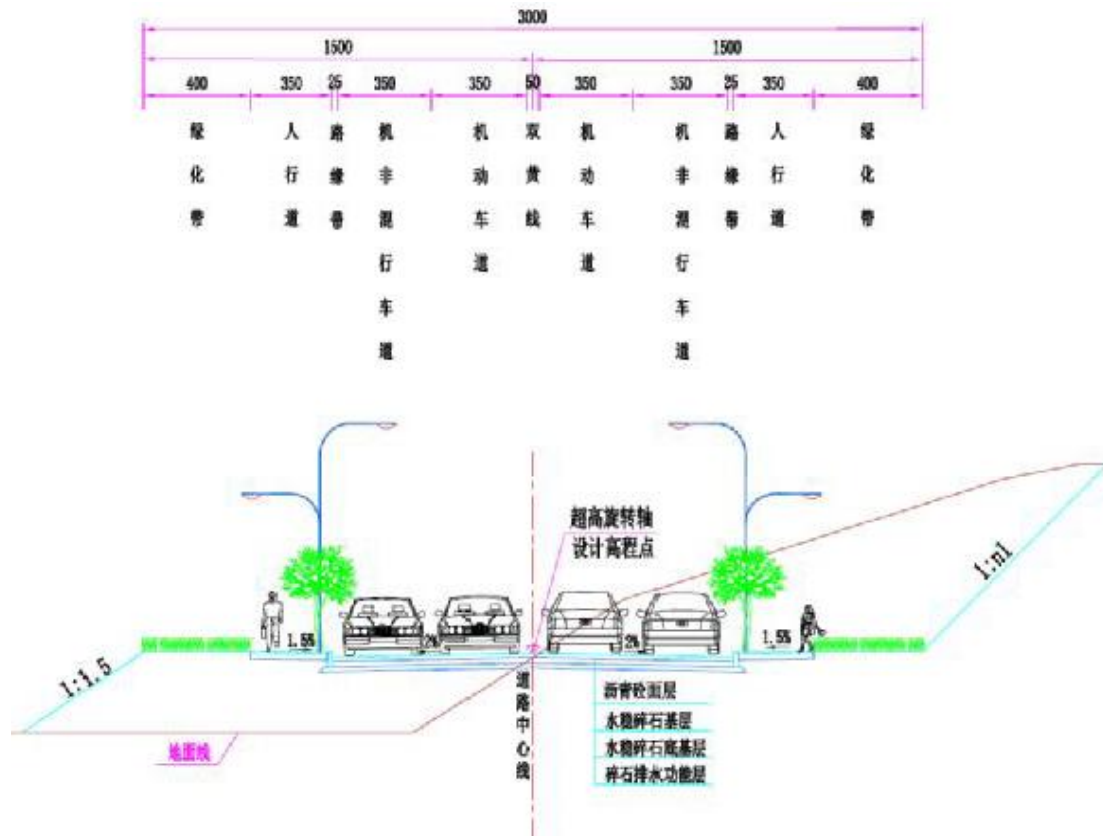 3000
1500 1500
400 350 25 350 350 50 350 350 25 350 400
绿化带
人行道
路缘带
机非混行车道
机动车道
双黄线
机动车道
机非混行车道
路缘带
人行道
绿化带
超高旋转轴
设计高程点
1:n1
1.5% 2% 2% 1.5%
1:1.5
道路中心线
沥青砼面层
水稳碎石基层
水稳碎石底基层
碎石排水功能层
地面线